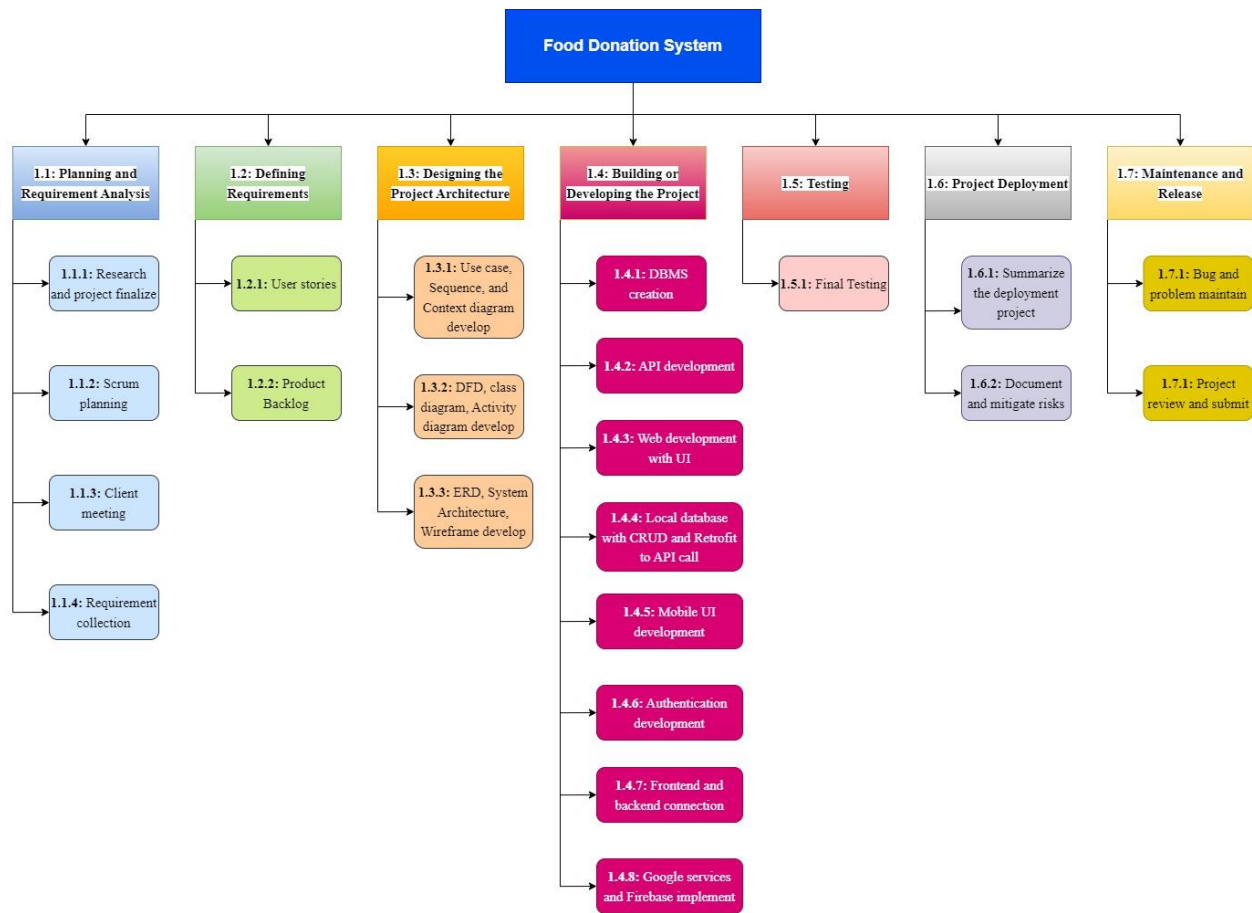 Food Donation System
1.1: Planning and
Requirement Analysis
1.2: Defining
Requirements
1.3: Designing the
Project Architecture
1.4: Building or
Developing the Project
1.5: Testing
1.6: Project Deployment
1.7: Maintenance and
Release
1.1.1: Research
and project finalize
1.1.2: Scrum
planning
1.1.3: Client
meeting
1.1.4: Requirement
collection
1.2.1: User stories
1.2.2: Product
Backlog
1.3.1: Use case,
Sequence, and
Context diagram
develop
1.3.2: DFD, class
diagram, Activity
diagram develop
1.3.3: ERD, System
Architecture,
Wireframe develop
1.4.1: DBMS
creation
1.4.2: API development
1.4.3: Web development
with UI
1.4.4: Local database
with CRUD and Retrofit
to API call
1.4.5: Mobile UI
development
1.4.6: Authentication
development
1.4.7: Frontend and
backend connection
1.4.8: Google services
and Firebase implement
1.5.1: Final Testing
1.6.1: Summarize
the deployment
project
1.6.2: Document
and mitigate risks
1.7.1: Bug and
problem maintain
1.7.1: Project
review and submit